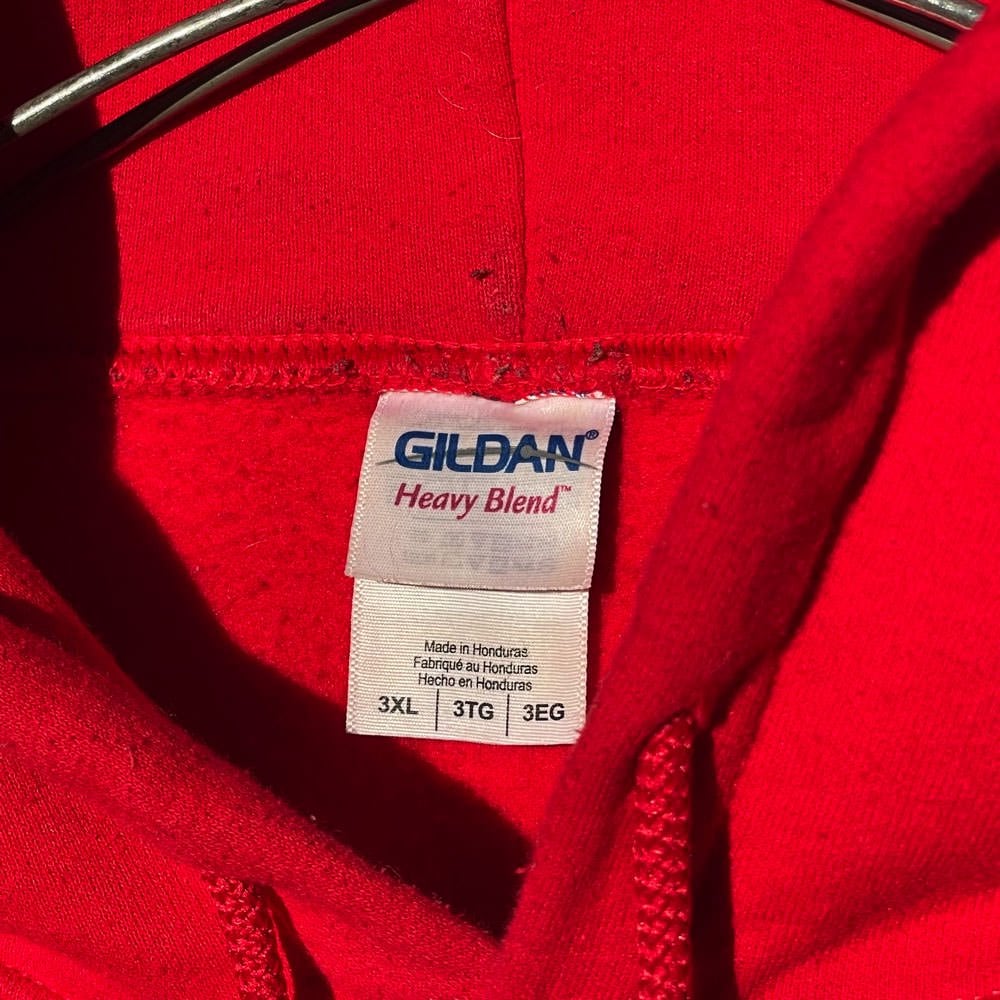 GILDAN®
Heavy Blend™
Made in Honduras
Fabriqué au Honduras
Hecho en Honduras
3XL | 3TG | 3EG